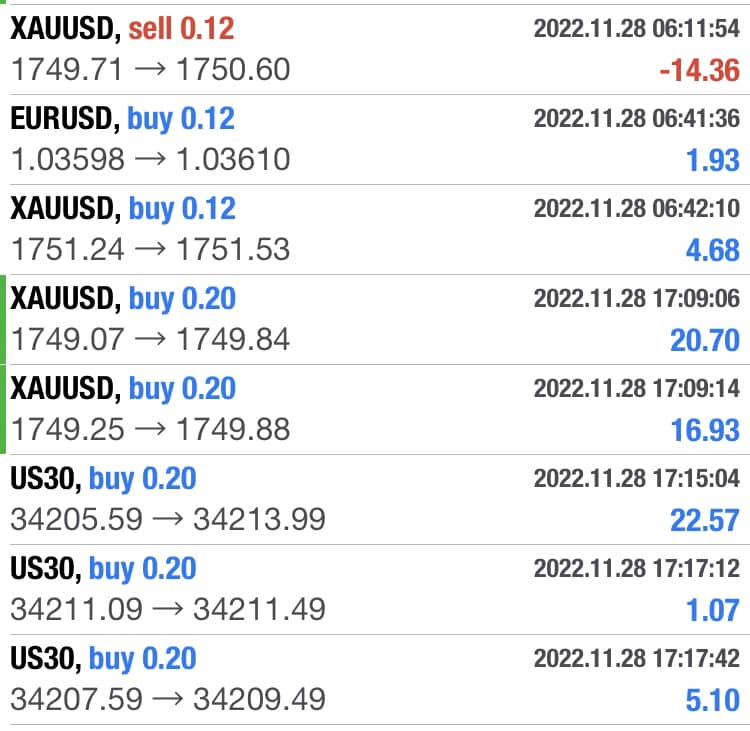 XAUUSD, sell 0.12 2022.11.28 06:11:54
1749.71 → 1750.60 -14.36
EURUSD, buy 0.12 2022.11.28 06:41:36
1.03598 → 1.03610 1.93
XAUUSD, buy 0.12 2022.11.28 06:42:10
1751.24 → 1751.53 4.68
XAUUSD, buy 0.20 2022.11.28 17:09:06
1749.07 → 1749.84 20.70
XAUUSD, buy 0.20 2022.11.28 17:09:14
1749.25 → 1749.88 16.93
US30, buy 0.20 2022.11.28 17:15:04
34205.59 → 34213.99 22.57
US30, buy 0.20 2022.11.28 17:17:12
34211.09 → 34211.49 1.07
US30, buy 0.20 2022.11.28 17:17:42
34207.59 → 34209.49 5.10